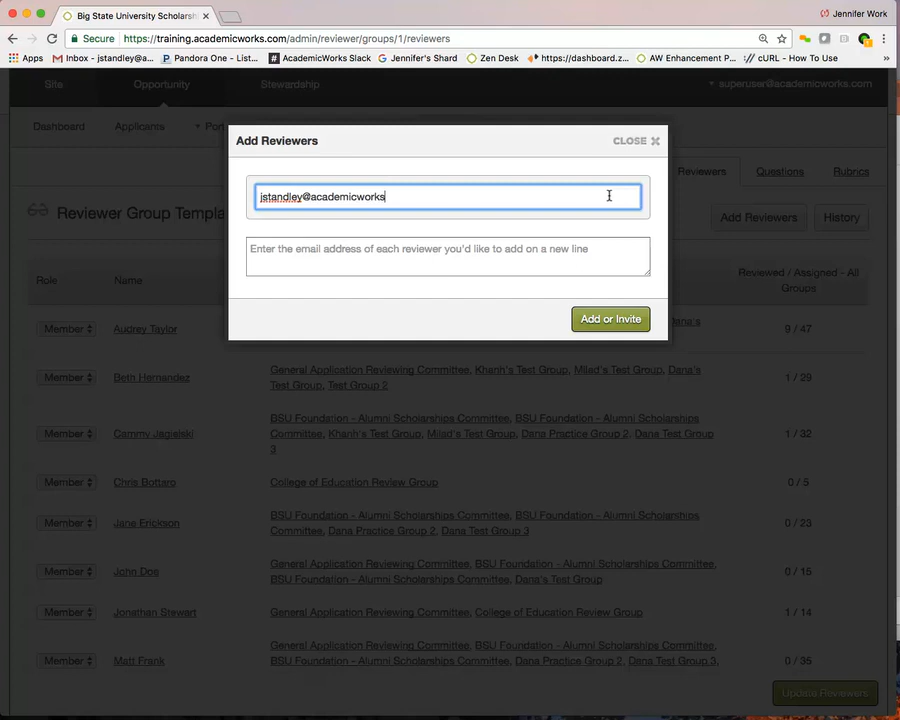 Big State University Scholarsh
Jennifer Work
Secure https://training.academicworks.com/admin/reviewer/groups/1/reviewers
Apps Inbox - jstandley@a... Pandora One - List... AcademicWorks Slack Jennifer's Shard Zen Desk https://dashboard.z... AW Enhancement P... cURL - How To Use »
Site Opportunity Stewardship superuser@academicworks.com
Dashboard Applicants
Add Reviewers CLOSE
Reviewers Questions Rubrics
jstandley@academicworks
Reviewer Group Templa
Add Reviewers History
Enter the email address of each reviewer you'd like to add on a new line
Reviewed / Assigned - All
Groups
Role Name
Add or Invite
Member Audrey Taylor Dana's 9 / 47
General Application Reviewing Committee, Khanh's Test Group, Milad's Test Group, Dana's
Test Group, Test Group 2
Member Beth Hernandez 1 / 29
BSU Foundation - Alumni Scholarships Committee, BSU Foundation - Alumni Scholarships
Committee, Khanh's Test Group, Milad's Test Group, Dana Practice Group 2, Dana Test Group
3
Member Cammy Jagielski 1 / 32
Member Chris Bottaro College of Education Review Group 0 / 5
BSU Foundation - Alumni Scholarships Committee, BSU Foundation - Alumni Scholarships
Committee, Dana Practice Group 2, Dana Test Group 3
Member Jane Erickson 0 / 23
General Application Reviewing Committee, BSU Foundation - Alumni Scholarships Committee,
BSU Foundation - Alumni Scholarships Committee, Dana's Test Group
Member John Doe 0 / 15
Member Jonathan Stewart General Application Reviewing Committee, College of Education Review Group 1 / 14
General Application Reviewing Committee, BSU Foundation - Alumni Scholarships Committee,
BSU Foundation - Alumni Scholarships Committee, Dana Practice Group 2, Dana Test Group 3,
Member Matt Frank 0 / 35
Update Reviewers